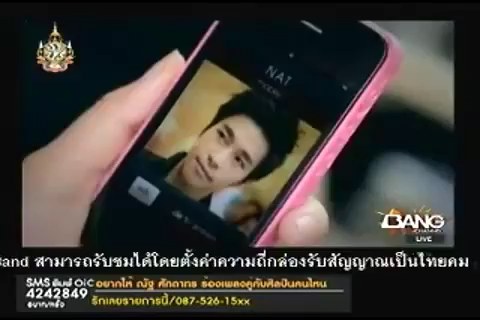 NAT
BANG
CHANNEL
LIVE
Band สามารถรับชมได้โดยตั้งค่าความถี่กล่องรับสัญญาณเป็นไทยคม
SMS พิมพ์ OIC อยากให้ ณัฐ ศักดาทร ร้องเพลงคู่กับศิลปินคนไหน
4242849 รักเลยรายการนี้/087-526-15xx